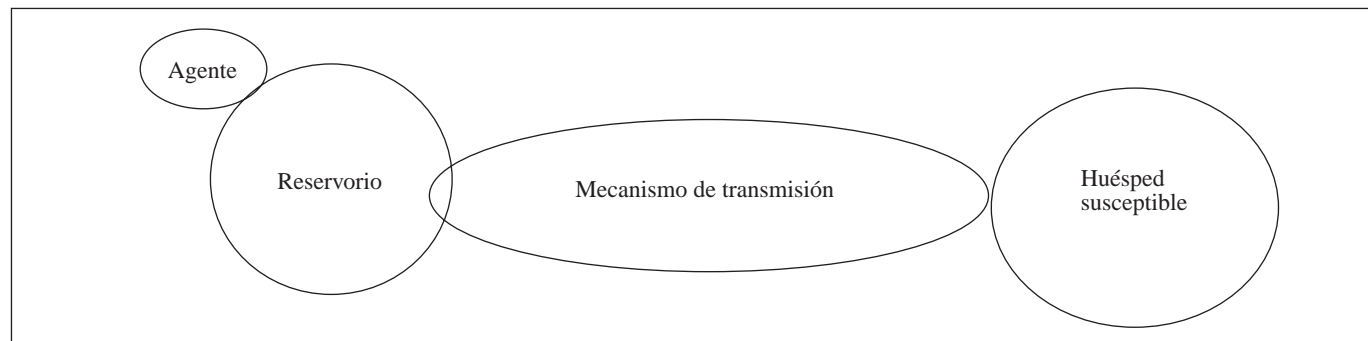 Agente
Reservorio
Mecanismo de transmisión
Huésped
susceptible